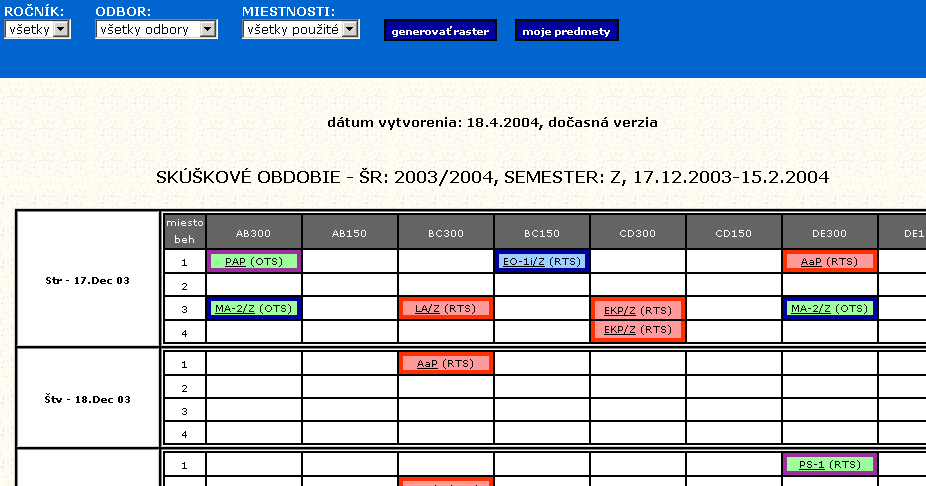 ROČNÍK: ODBOR: MIESTNOSTI:
všetky všetky odbory všetky použité generovať raster moje predmety
dátum vytvorenia: 18.4.2004, dočasná verzia
SKÚŠKOVÉ OBDOBIE - ŠR: 2003/2004, SEMESTER: Z, 17.12.2003-15.2.2004
miesto beh AB300 AB150 BC300 BC150 CD300 CD150 DE300 DE1
Str - 17.Dec 03
1 PAP (OTS) EO-1i/Z (RTS) AaP (RTS)
2
3 MA-2/Z (OTS) LA/Z (RTS) EKP/Z (RTS) MA-2/Z (OTS)
4 EKP/Z (RTS)
Štv - 18.Dec 03
1 AaP (RTS)
2
3
4
1 PS-1 (RTS)